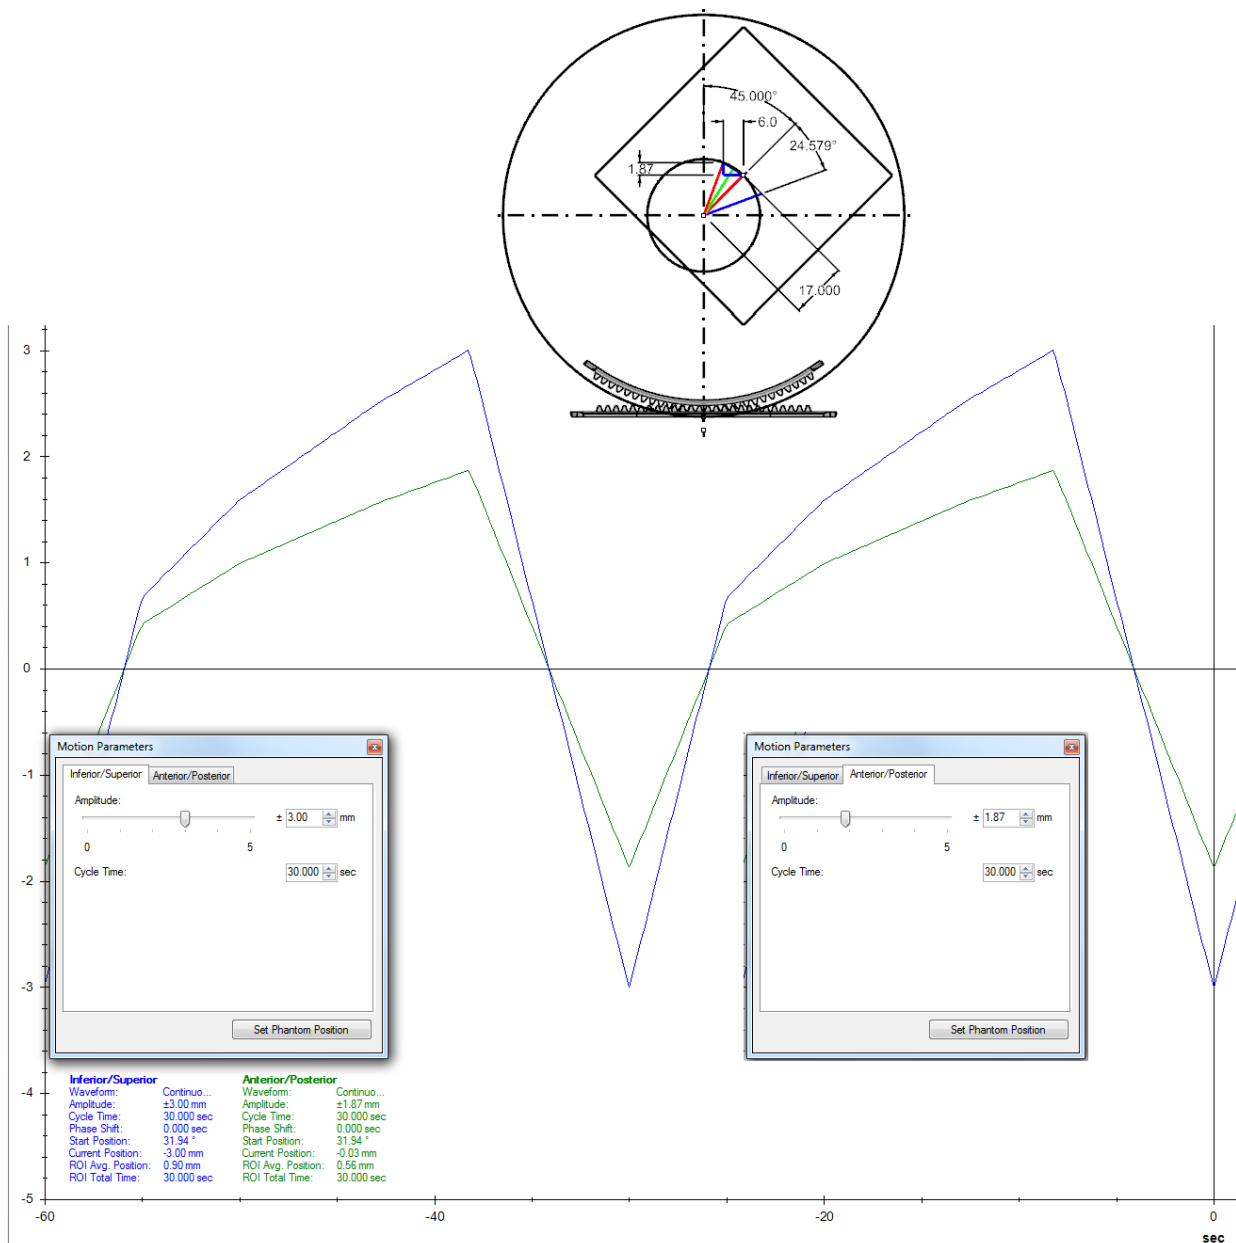 45.000°
6.0
24.579°
1.87
17.000
3
2
1
0
-1
-2
-3
-4
-5
-60
-40
-20
0
sec
Motion Parameters
Inferior/Superior
Anterior/Posterior
Amplitude:
± 3.00 mm
0 5
Cycle Time:
30.000 sec
Set Phantom Position
Motion Parameters
Inferior/Superior
Anterior/Posterior
Amplitude:
± 1.87 mm
0 5
Cycle Time:
30.000 sec
Set Phantom Position
Inferior/Superior
Waveform: Continuo...
Amplitude: ±3.00 mm
Cycle Time: 30.000 sec
Phase Shift: 0.000 sec
Start Position: 31.94 °
Current Position: -3.00 mm
ROI Avg. Position: 0.90 mm
ROI Total Time: 30.000 sec
Anterior/Posterior
Waveform: Continuo...
Amplitude: ±1.87 mm
Cycle Time: 30.000 sec
Phase Shift: 0.000 sec
Start Position: 31.94 °
Current Position: -0.03 mm
ROI Avg. Position: 0.56 mm
ROI Total Time: 30.000 sec